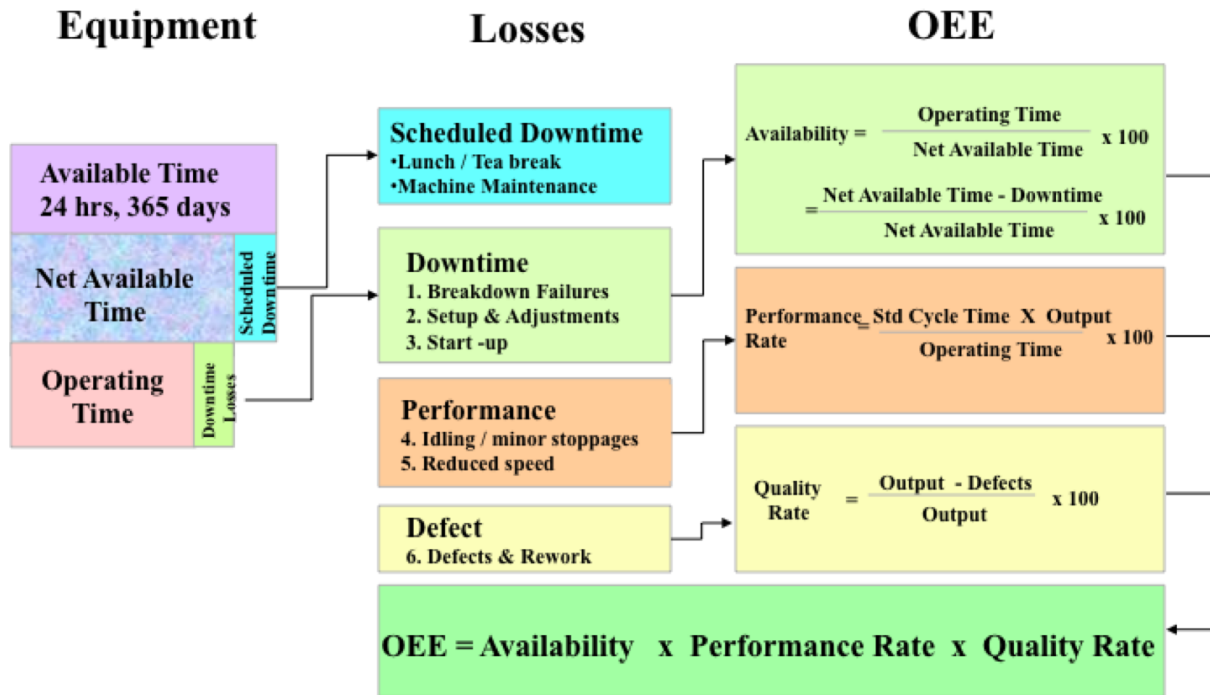 Equipment
Losses
OEE
Available Time
24 hrs, 365 days
Net Available
Time
Scheduled
Downtime
Operating
Time
Downtime
Losses
Scheduled Downtime
•Lunch / Tea break
•Machine Maintenance
Downtime
1. Breakdown Failures
2. Setup & Adjustments
3. Start -up
Performance
4. Idling / minor stoppages
5. Reduced speed
Defect
6. Defects & Rework
Availability = Operating Time x 100
Net Available Time
= Net Available Time - Downtime x 100
Net Available Time
Performance Rate = Std Cycle Time X Output x 100
Operating Time
Quality Rate = Output - Defects x 100
Output
OEE = Availability x Performance Rate x Quality Rate